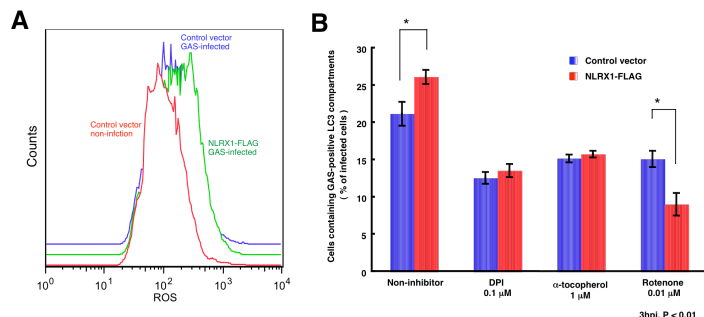 A
Control vector
GAS-infected
Control vector
non-infction
NLRX1-FLAG
GAS-infected
Counts
10^0 10^1 10^2 10^3 10^4
ROS
B
Cells containing GAS-positive LC3 compartments
( % of infected cells )
30
25
20
15
10
5
0
*
*
Control vector
NLRX1-FLAG
Non-inhibitor DPI α-tocopherol Rotenone
0.1 μM 1 μM 0.01 μM
3hpi, P < 0.01